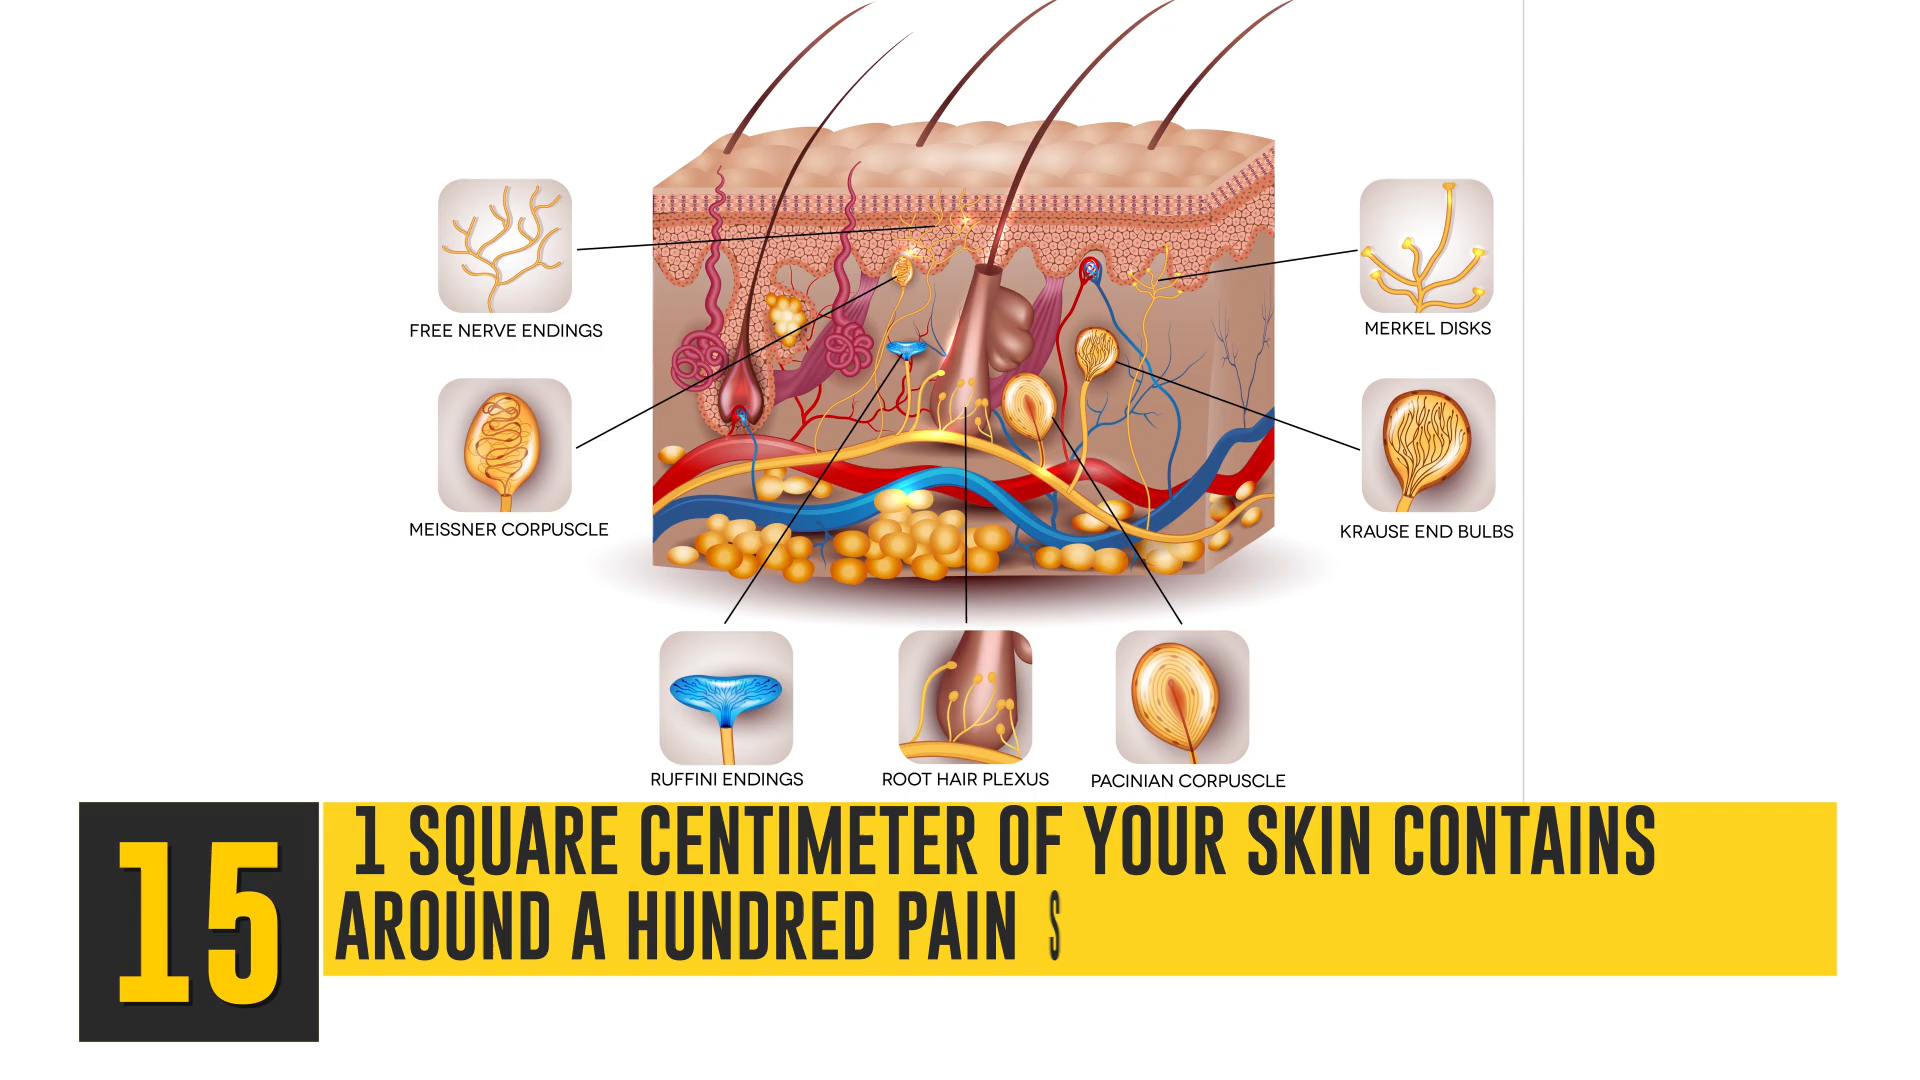 FREE NERVE ENDINGS
MERKEL DISKS
MEISSNER CORPUSCLE
KRAUSE END BULBS
RUFFINI ENDINGS
ROOT HAIR PLEXUS
PACINIAN CORPUSCLE
15
1 SQUARE CENTIMETER OF YOUR SKIN CONTAINS
AROUND A HUNDRED PAIN S